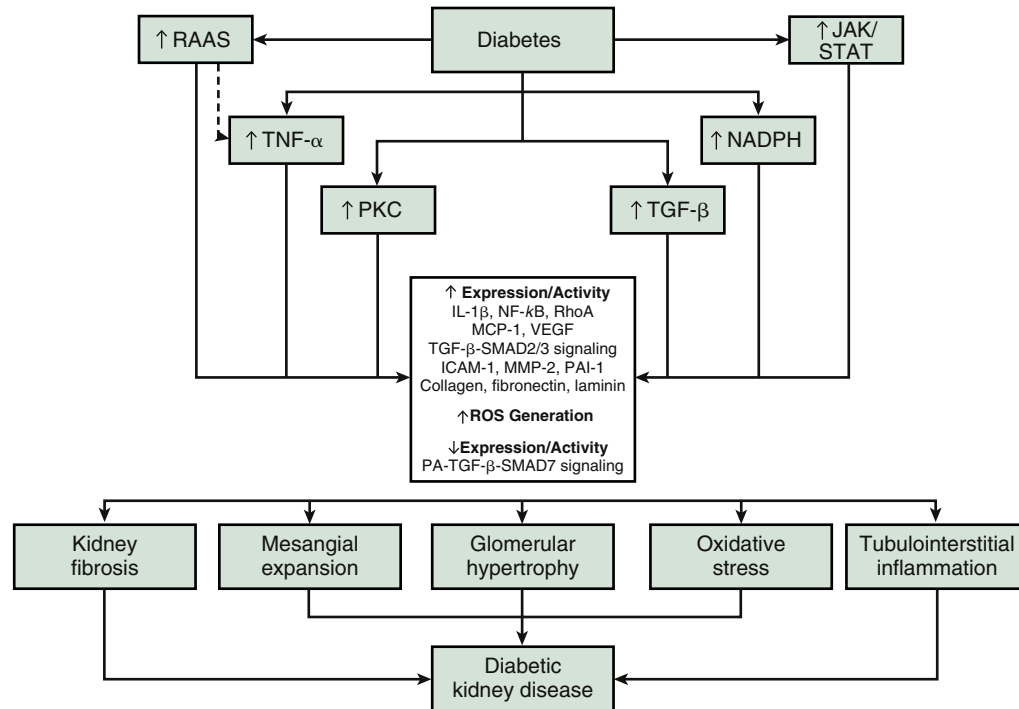 ↑ RAAS
Diabetes
↑ JAK/
STAT
↑ TNF-α
↑ NADPH
↑ PKC
↑ TGF-β
↑ Expression/Activity
IL-1β, NF-kB, RhoA
MCP-1, VEGF
TGF-β-SMAD2/3 signaling
ICAM-1, MMP-2, PAI-1
Collagen, fibronectin, laminin
↑ROS Generation
↓Expression/Activity
PA-TGF-β-SMAD7 signaling
Kidney
fibrosis
Mesangial
expansion
Glomerular
hypertrophy
Oxidative
stress
Tubulointerstitial
inflammation
Diabetic
kidney disease